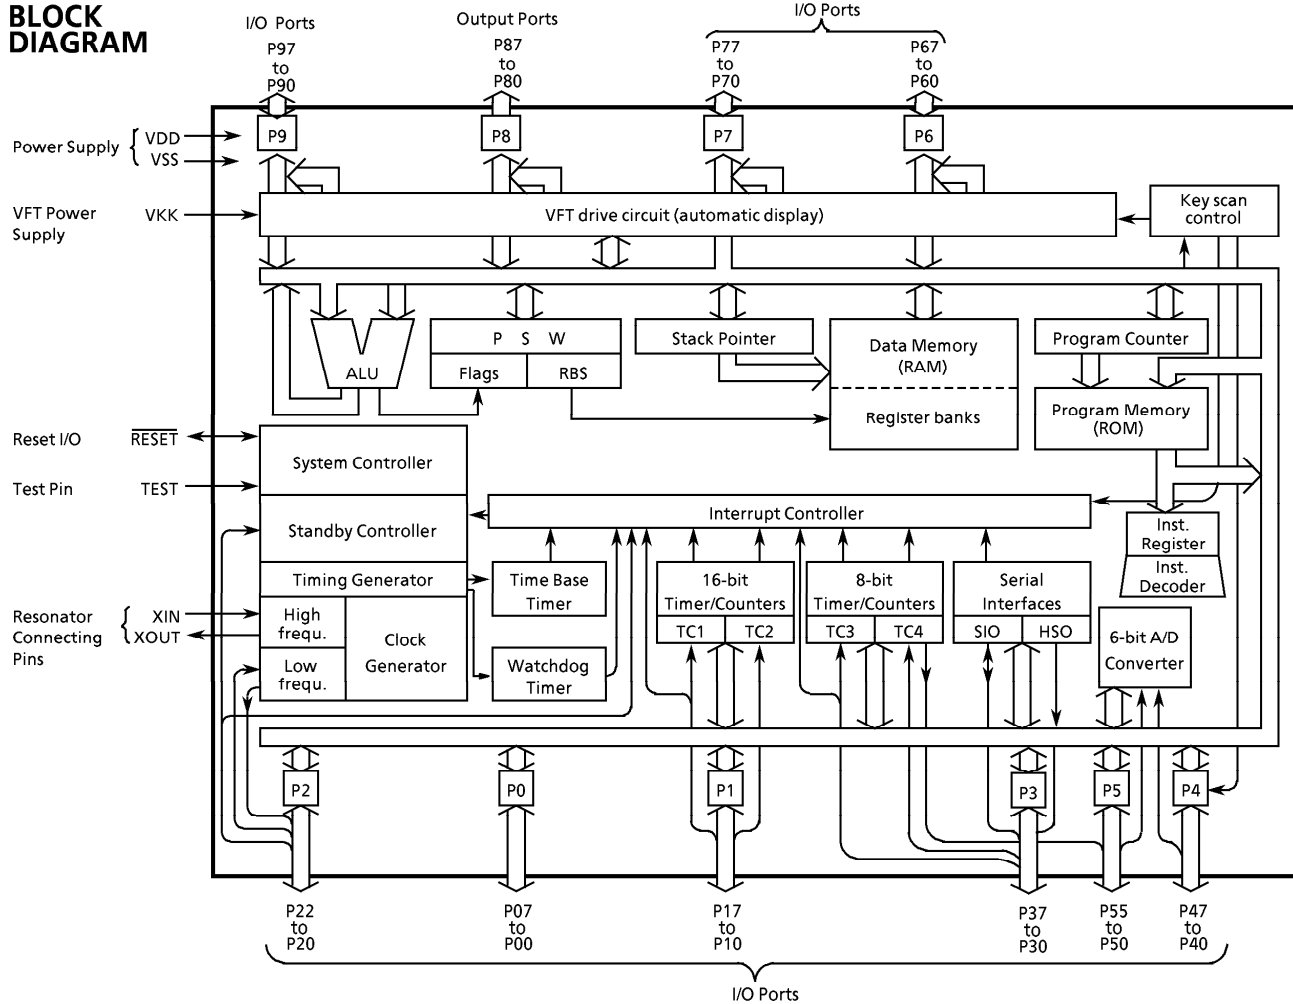 BLOCK
DIAGRAM
I/O Ports
Output Ports
I/O Ports
P97
to
P90
P87
to
P80
P77
to
P70
P67
to
P60
Power Supply
VDD
VSS
P9
P8
P7
P6
VFT Power
Supply
VKK
VFT drive circuit (automatic display)
Key scan
control
ALU
P S W
Flags
RBS
Stack Pointer
Data Memory
(RAM)
Register banks
Program Counter
Program Memory
(ROM)
Reset I/O
RESET
Test Pin
TEST
System Controller
Standby Controller
Timing Generator
High
frequ.
Low
frequ.
Clock
Generator
Resonator
Connecting
Pins
XIN
XOUT
Interrupt Controller
Inst.
Register
Inst.
Decoder
Time Base
Timer
Watchdog
Timer
16-bit
Timer/Counters
TC1
TC2
8-bit
Timer/Counters
TC3
TC4
Serial
Interfaces
SIO
HSO
6-bit A/D
Converter
P2
P0
P1
P3
P5
P4
P22
to
P20
P07
to
P00
P17
to
P10
P37
to
P30
P55
to
P50
P47
to
P40
I/O Ports